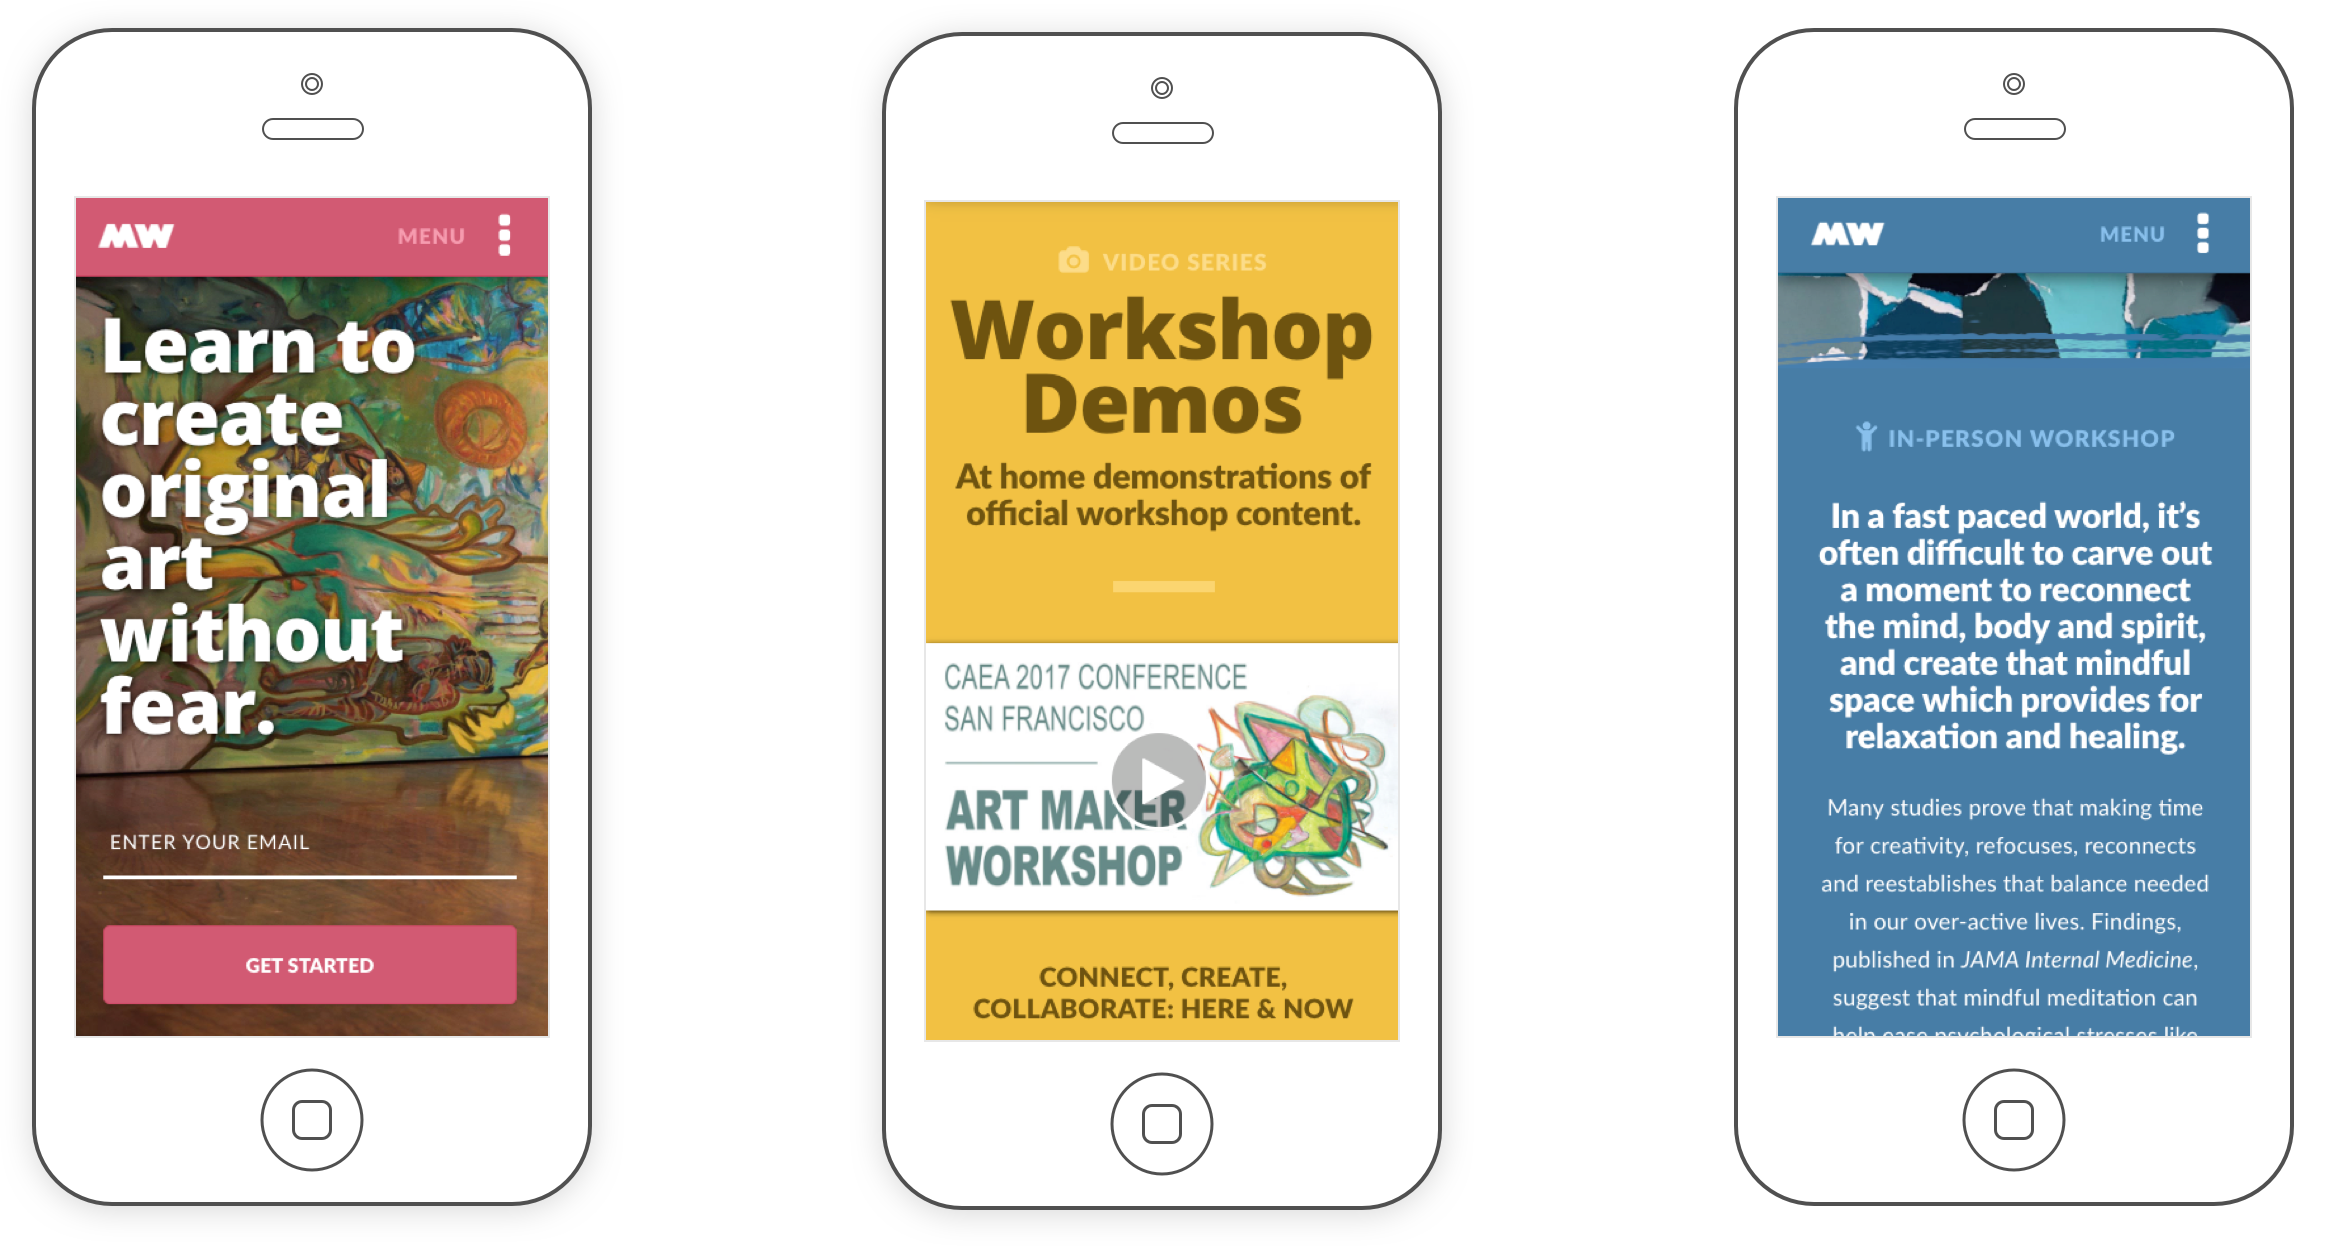 MW
MENU
Learn to
create
original
art
without
fear.
ENTER YOUR EMAIL
GET STARTED
VIDEO SERIES
Workshop
Demos
At home demonstrations of
official workshop content.
CAEA 2017 CONFERENCE
SAN FRANCISCO
ART MAKER
WORKSHOP
CONNECT, CREATE,
COLLABORATE: HERE & NOW
MW
MENU
IN-PERSON WORKSHOP
In a fast paced world, it’s
often difficult to carve out
a moment to reconnect
the mind, body and spirit,
and create that mindful
space which provides for
relaxation and healing.
Many studies prove that making time
for creativity, refocuses, reconnects
and reestablishes that balance needed
in our over-active lives. Findings,
published in JAMA Internal Medicine,
suggest that mindful meditation can
help ease psychological stresses like